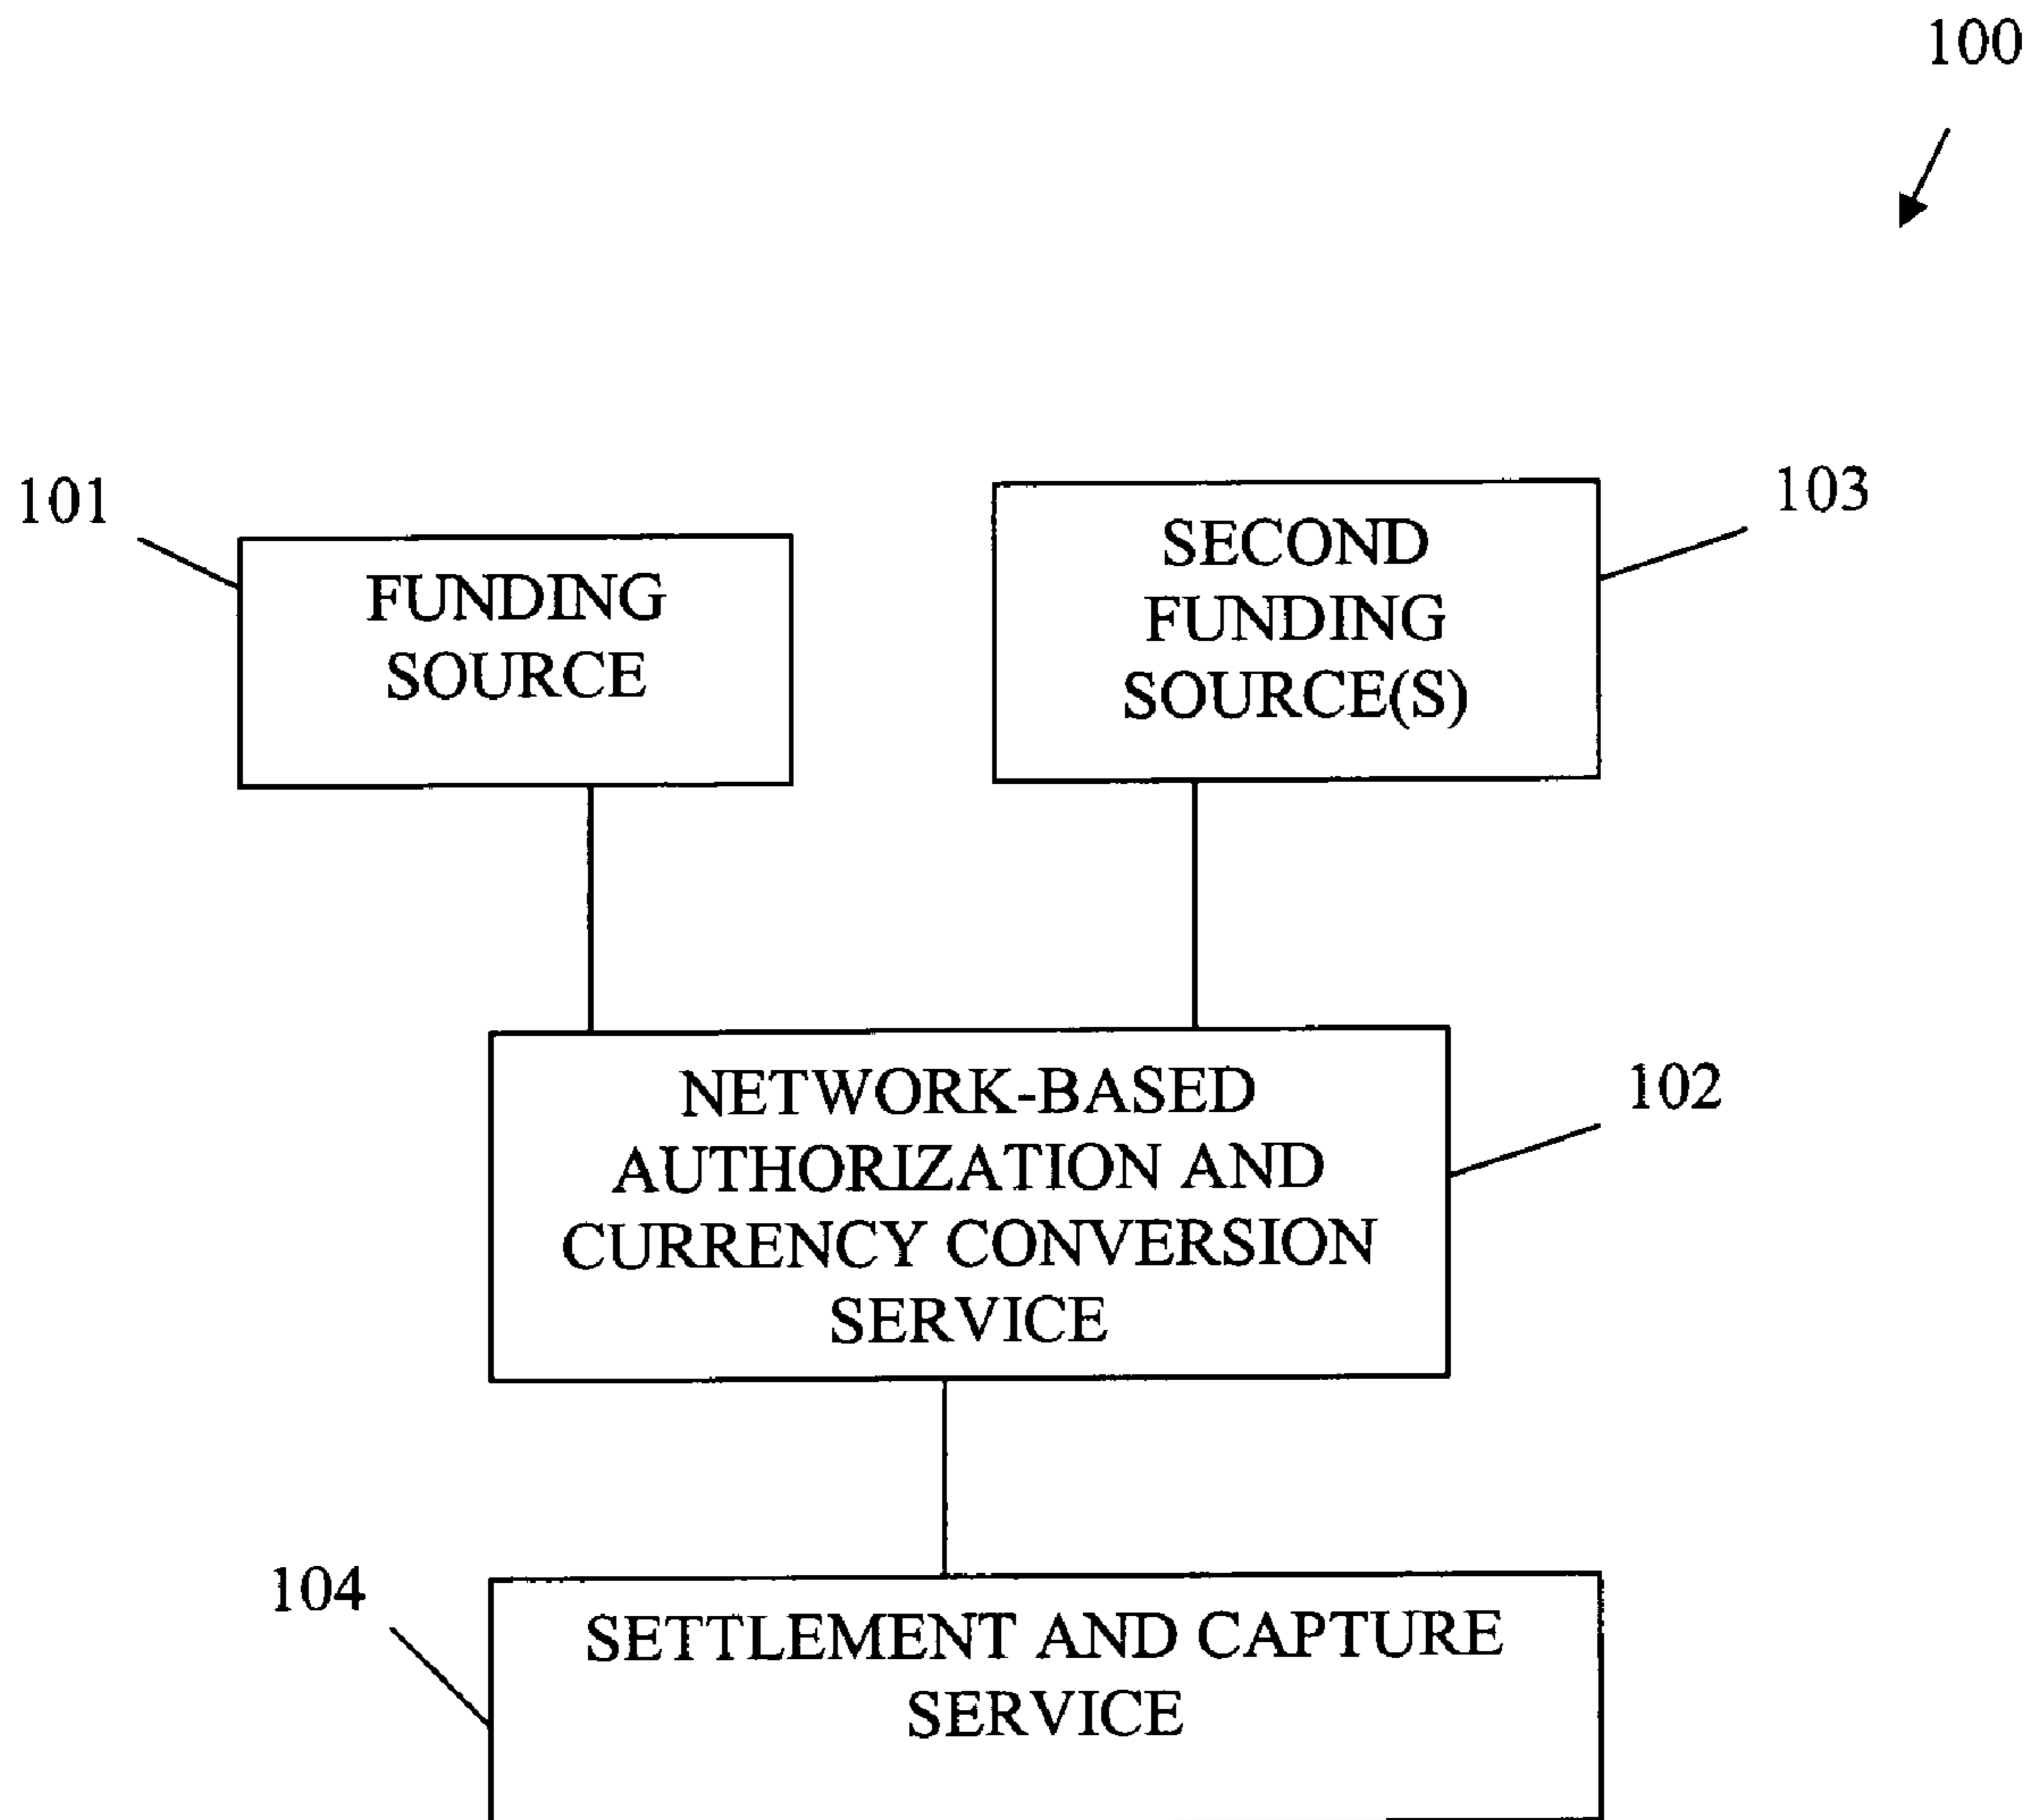 100
101
FUNDING
SOURCE
103
SECOND
FUNDING
SOURCE(S)
102
NETWORK-BASED
AUTHORIZATION AND
CURRENCY CONVERSION
SERVICE
104
SETTLEMENT AND CAPTURE
SERVICE